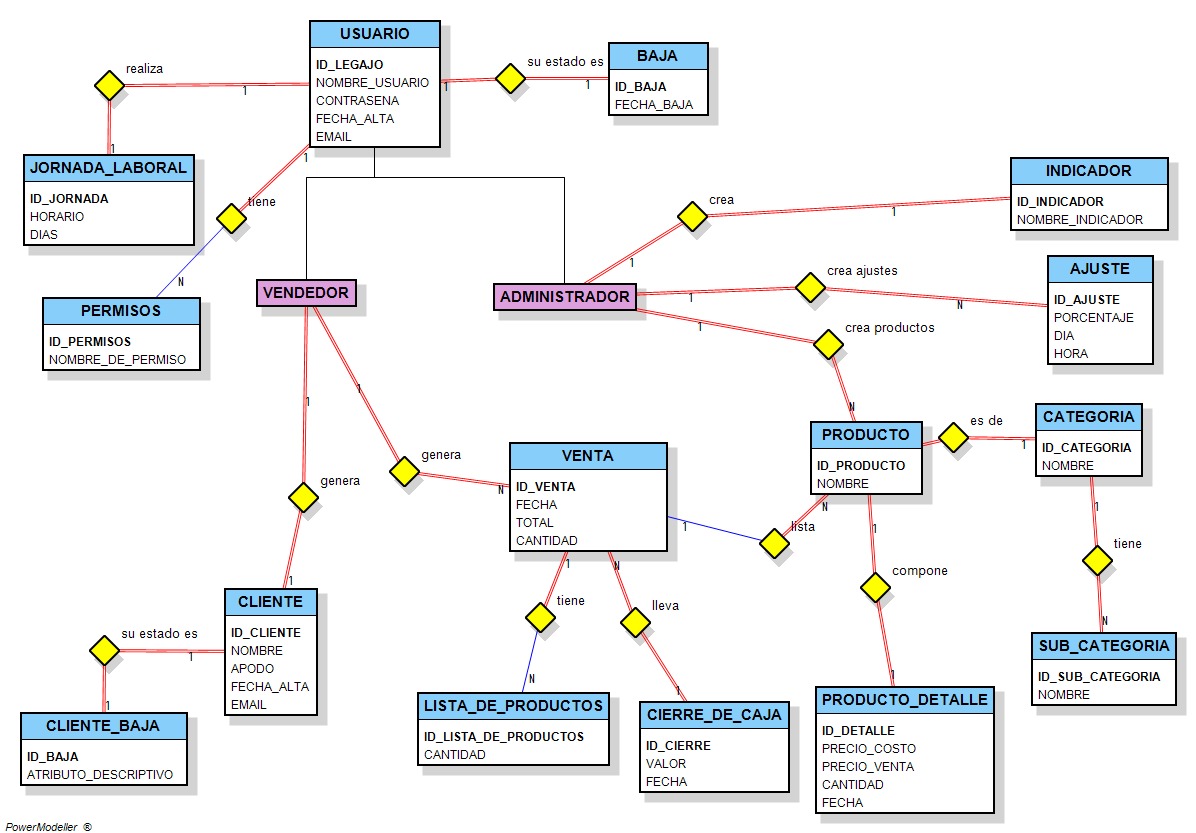 USUARIO
ID_LEGAJO
NOMBRE_USUARIO
CONTRASENA
FECHA_ALTA
EMAIL
su estado es
1
1
BAJA
ID_BAJA
FECHA_BAJA
realiza
1
1
JORNADA_LABORAL
ID_JORNADA
HORARIO
DIAS
1
tiene
N
PERMISOS
ID_PERMISOS
NOMBRE_DE_PERMISO
VENDEDOR
ADMINISTRADOR
crea
1
1
INDICADOR
ID_INDICADOR
NOMBRE_INDICADOR
crea ajustes
1
N
AJUSTE
ID_AJUSTE
PORCENTAJE
DIA
HORA
crea productos
1
N
PRODUCTO
ID_PRODUCTO
NOMBRE
es de
1
CATEGORIA
ID_CATEGORIA
NOMBRE
1
tiene
N
SUB_CATEGORIA
ID_SUB_CATEGORIA
NOMBRE
1
genera
1
1
genera
N
VENTA
ID_VENTA
FECHA
TOTAL
CANTIDAD
1
lista
N
1
compone
1
PRODUCTO_DETALLE
ID_DETALLE
PRECIO_COSTO
PRECIO_VENTA
CANTIDAD
FECHA
CLIENTE
ID_CLIENTE
NOMBRE
APODO
FECHA_ALTA
EMAIL
su estado es
1
1
CLIENTE_BAJA
ID_BAJA
ATRIBUTO_DESCRIPTIVO
1
tiene
N
LISTA_DE_PRODUCTOS
ID_LISTA_DE_PRODUCTOS
CANTIDAD
N
lleva
1
CIERRE_DE_CAJA
ID_CIERRE
VALOR
FECHA
PowerModeller ®